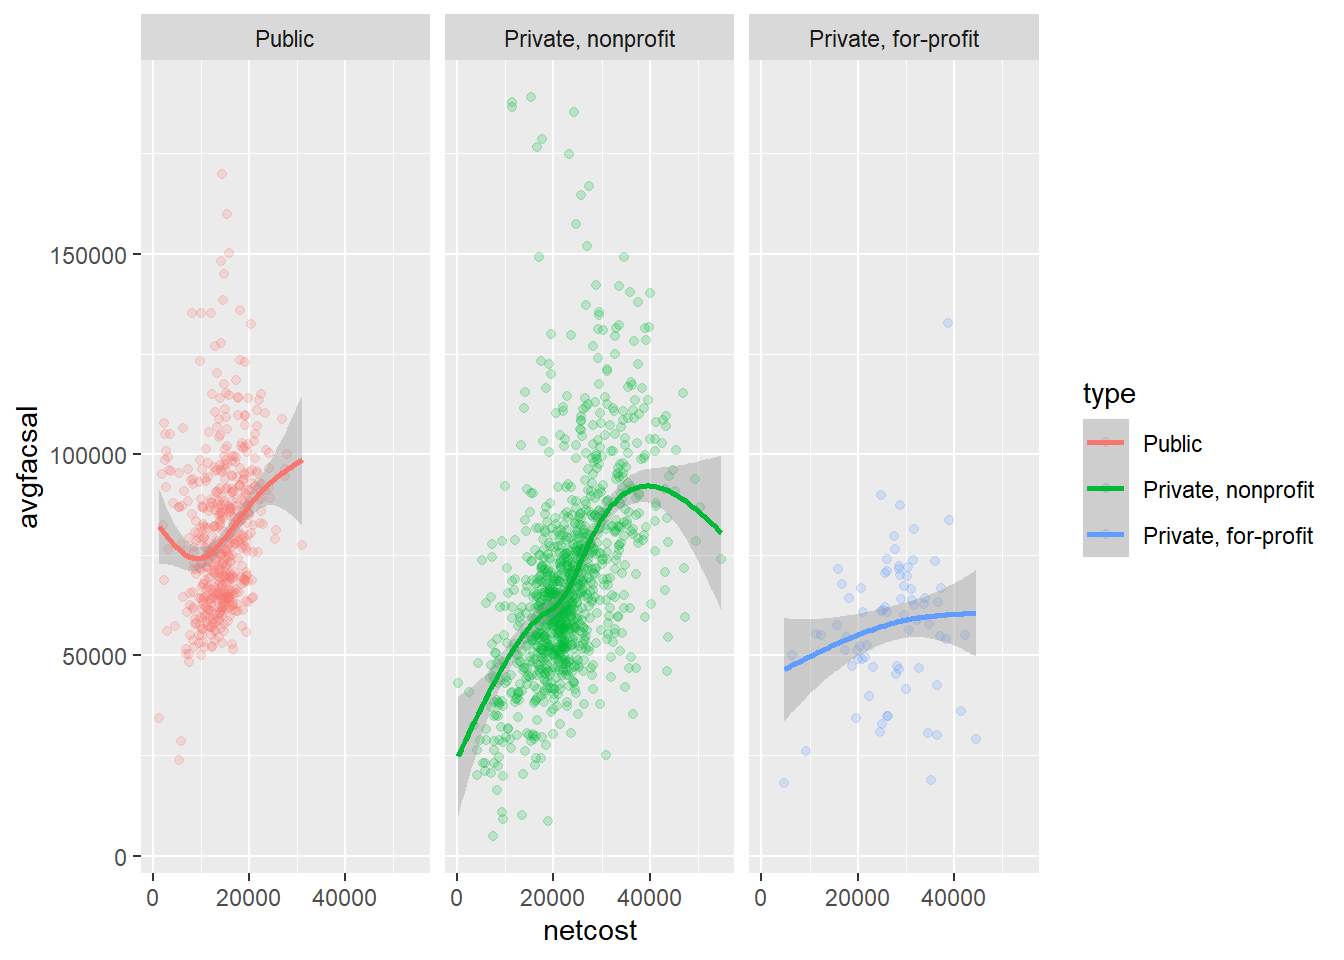 Public
Private, nonprofit
Private, for-profit
avgfacsal
150000
100000
50000
0
0 20000 40000
0 20000 40000
0 20000 40000
netcost
type
Public
Private, nonprofit
Private, for-profit